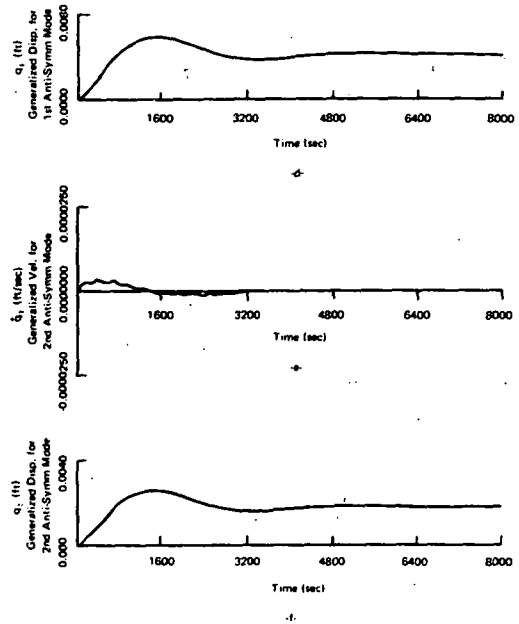 q₁ (ft)
Generalized Disp. for
1st Anti-Symm Mode
0.0080
0.0000
1600 3200 4800 6400 8000
Time (sec)
-d-
q̇₁ (ft/sec)
Generalized Vel. for
2nd Anti-Symm Mode
0.0000250
0.0000000
-0.0000250
1600 3200 4800 6400 8000
Time (sec)
-e-
q₂ (ft)
Generalized Disp. for
2nd Anti-Symm Mode
0.0040
0.000
1600 3200 4800 6400 8000
Time (sec)
-f-